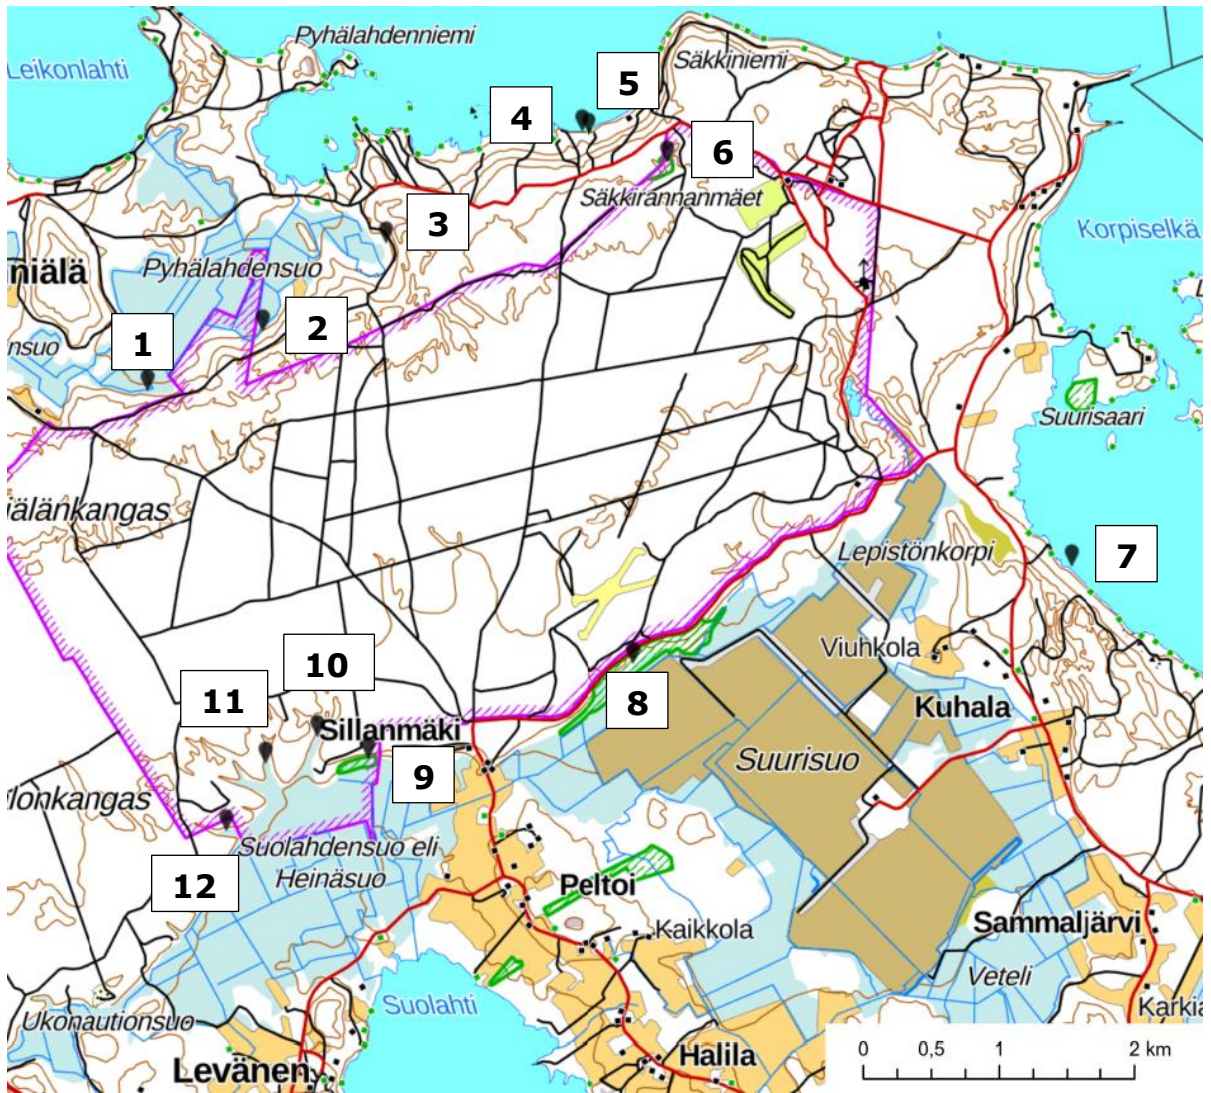 Pyhälahdenniemi
Leikonlahti
Säkkiniemi
5
4
6
Säkkirannanmäet
3
Korpiselkä
Pyhälahdensuo
niälä
2
1
nsuo
Suurisaari
jälänkangas
Lepistönkorpi
7
Viuhkola
10
11
8
Kuhala
Sillanmäki
Suurisuo
9
ylonkangas
Suolahdensuo eli
Heinäsuo
12
Peltoi
Kaikkola
Sammaljärvi
Veteli
Suolahti
Ukonautionsuo
Karkia
Halila
Levänen
0 0,5 1 2 km